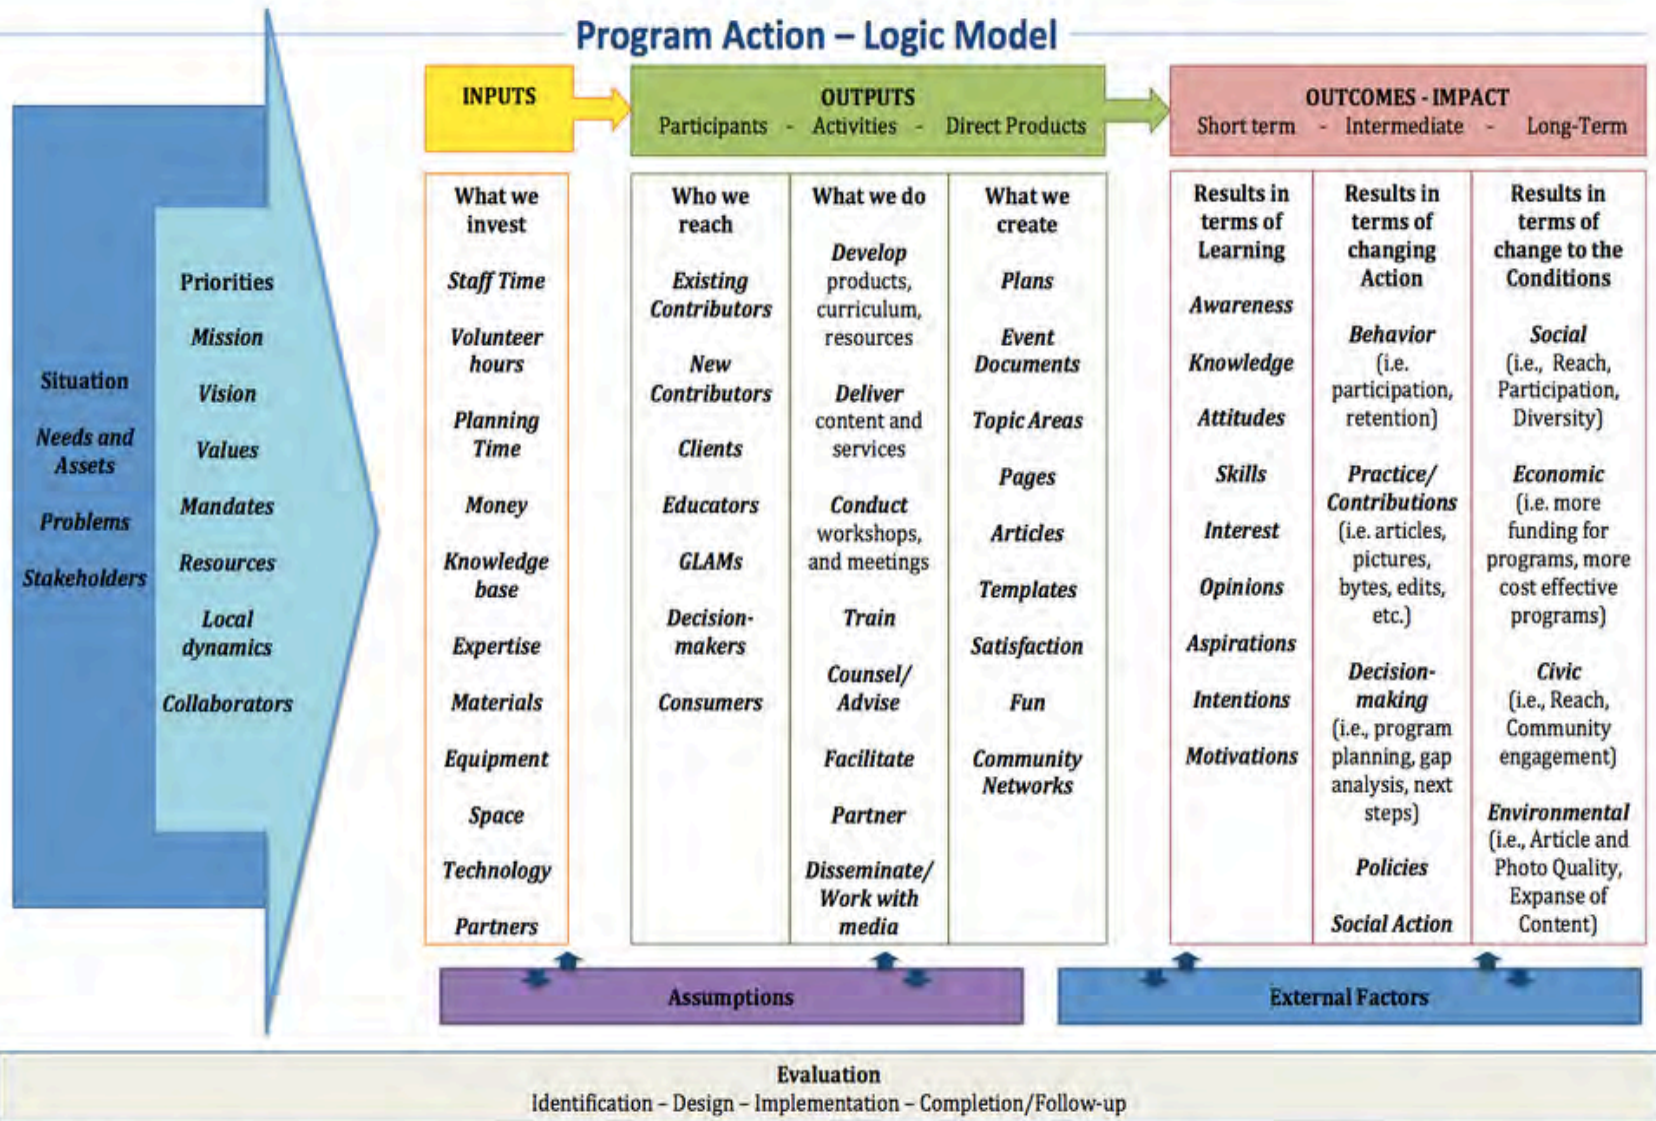 Program Action – Logic Model
Situation
Needs and
Assets
Problems
Stakeholders
Priorities
Mission
Vision
Values
Mandates
Resources
Local
dynamics
Collaborators
INPUTS
What we
invest
Staff Time
Volunteer
hours
Planning
Time
Money
Knowledge
base
Expertise
Materials
Equipment
Space
Technology
Partners
OUTPUTS
Participants - Activities - Direct Products
Who we
reach
Existing
Contributors
New
Contributors
Clients
Educators
GLAMs
Decision-
makers
Consumers
What we do
Develop
products,
curriculum,
resources
Deliver
content and
services
Conduct
workshops,
and meetings
Train
Counsel/
Advise
Facilitate
Partner
Disseminate/
Work with
media
What we
create
Plans
Event
Documents
Topic Areas
Pages
Articles
Templates
Satisfaction
Fun
Community
Networks
OUTCOMES - IMPACT
Short term - Intermediate - Long-Term
Results in
terms of
Learning
Awareness
Knowledge
Attitudes
Skills
Interest
Opinions
Aspirations
Intentions
Motivations
Results in
terms of
changing
Action
Behavior
(i.e.
participation,
retention)
Practice/
Contributions
(i.e. articles,
pictures,
bytes, edits,
etc.)
Decision-
making
(i.e., program
planning, gap
analysis, next
steps)
Policies
Social Action
Results in
terms of
change to the
Conditions
Social
(i.e., Reach,
Participation,
Diversity)
Economic
(i.e. more
funding for
programs, more
cost effective
programs)
Civic
(i.e., Reach,
Community
engagement)
Environmental
(i.e., Article and
Photo Quality,
Expanse of
Content)
Assumptions
External Factors
Evaluation
Identification – Design – Implementation – Completion/Follow-up